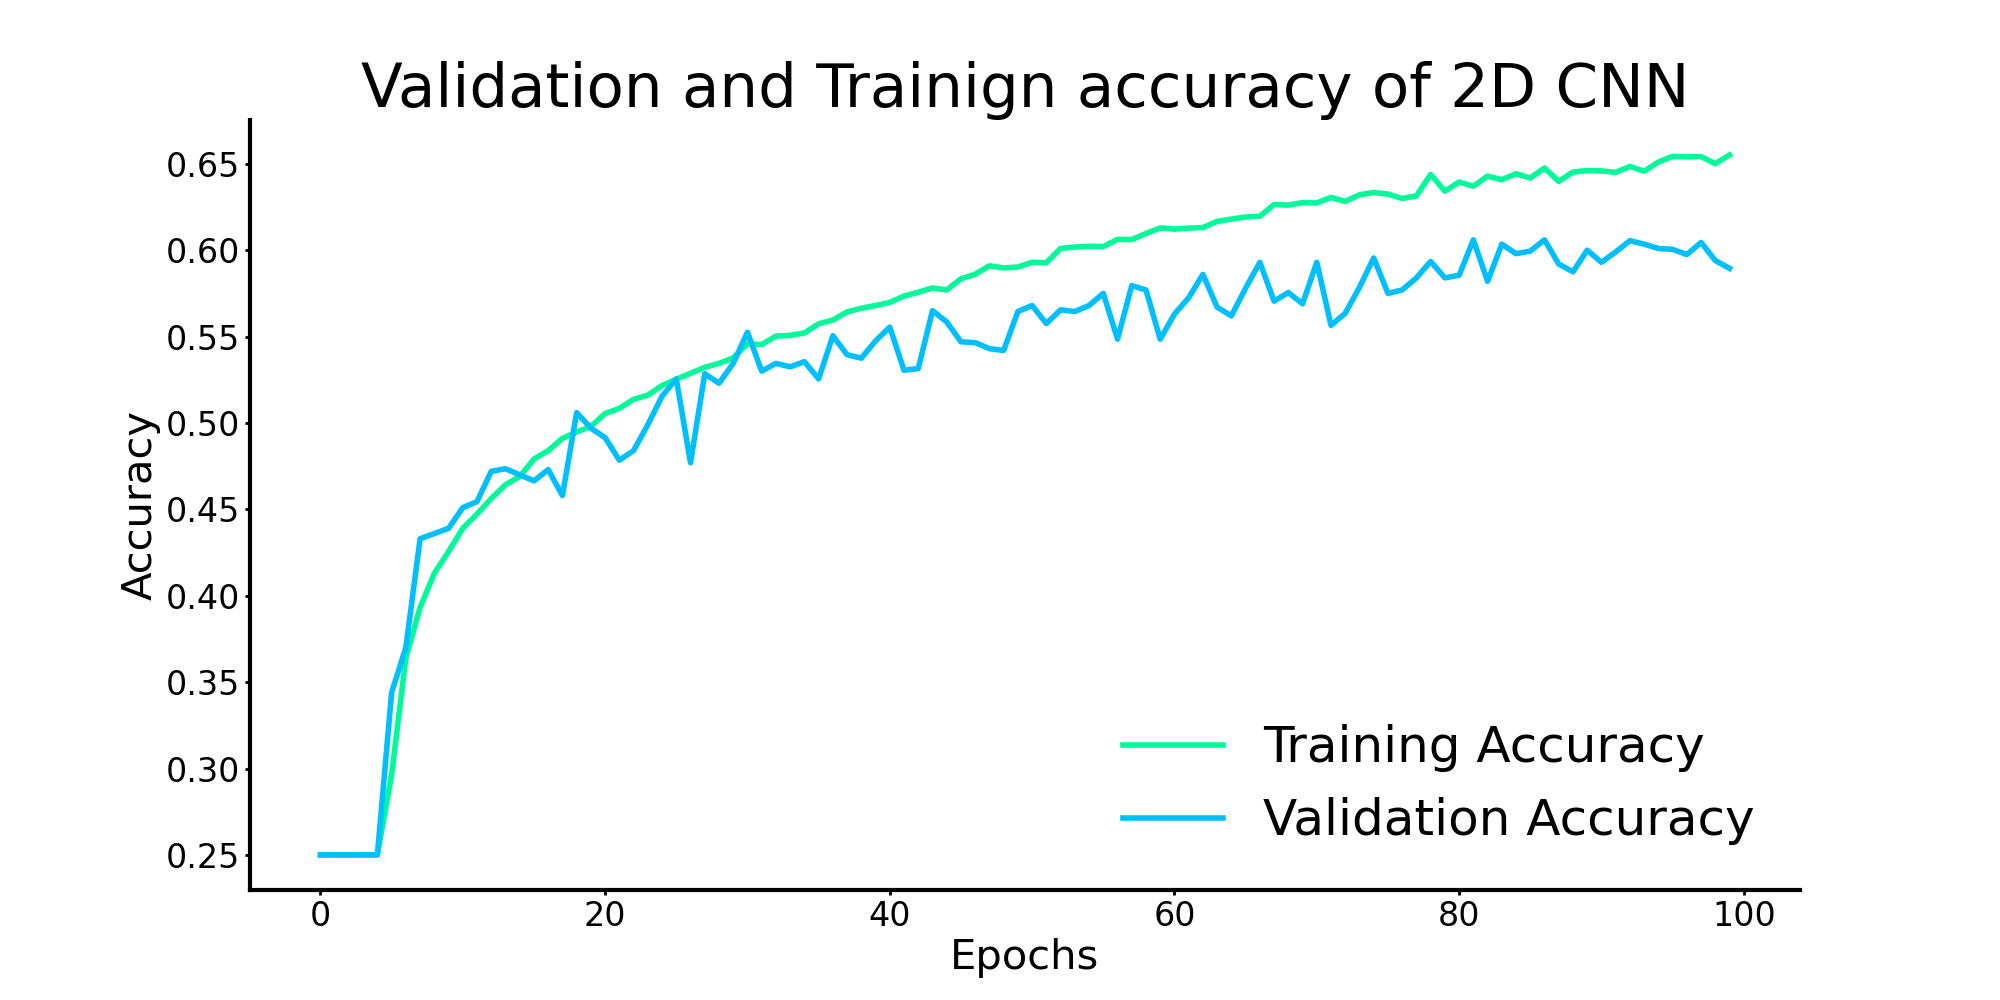 Validation and Trainign accuracy of 2D CNN
0.65
0.60
0.55
0.50
0.45
0.40
0.35
0.30
0.25
Accuracy
Training Accuracy
Validation Accuracy
0 20 40 60 80 100
Epochs